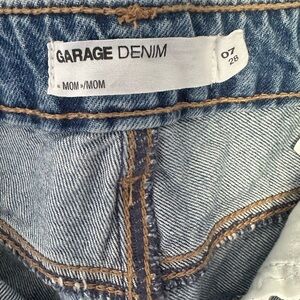 GARAGE DENIM
« MOM »/MOM
07
28